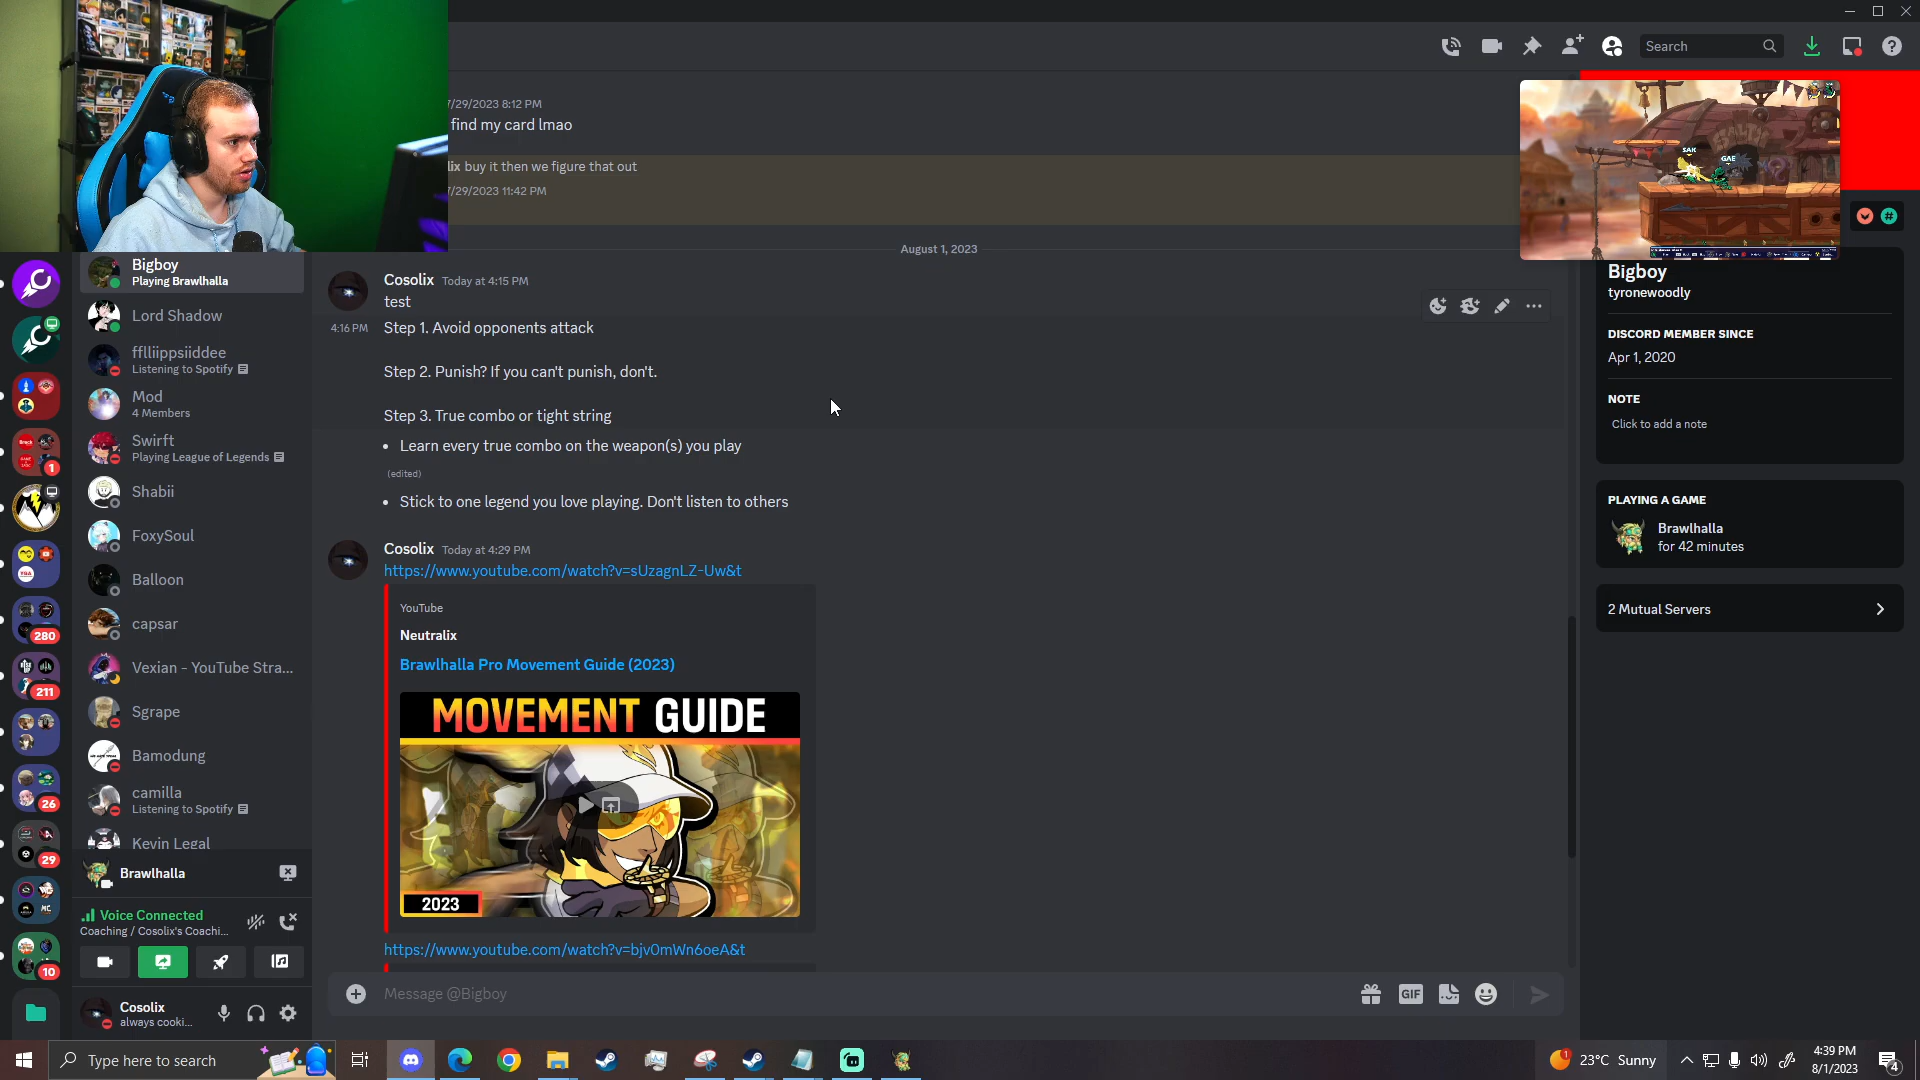 Search
/29/2023 8:12 PM
find my card lmao
lix buy it then we figure that out
/29/2023 11:42 PM
August 1, 2023
SAK
GAE
Bigboy
Playing Brawlhalla
Lord Shadow
fflliippsiiddee
Listening to Spotify
Mod
4 Members
Swirft
Playing League of Legends
Shabii
FoxySoul
Balloon
capsar
Vexian - YouTube Stra...
Sgrape
Bamodung
camilla
Listening to Spotify
Kevin Legal
1
280
211
26
29
10
Brawlhalla
Voice Connected
Coaching / Cosolix's Coachi...
Cosolix
always cooki...
Cosolix Today at 4:15 PM
test
4:16 PM Step 1. Avoid opponents attack
Step 2. Punish? If you can't punish, don't.
Step 3. True combo or tight string
• Learn every true combo on the weapon(s) you play
(edited)
• Stick to one legend you love playing. Don't listen to others
Cosolix Today at 4:29 PM
https://www.youtube.com/watch?v=sUzagnLZ-Uw&t
YouTube
Neutralix
Brawlhalla Pro Movement Guide (2023)
MOVEMENT GUIDE
2023
https://www.youtube.com/watch?v=bjvOmWn6oeA&t
Message @Bigboy
GIF
Bigboy
tyronewoodly
DISCORD MEMBER SINCE
Apr 1, 2020
NOTE
Click to add a note
PLAYING A GAME
Brawlhalla
for 42 minutes
2 Mutual Servers
Type here to search
1
23°C Sunny
4:39 PM
8/1/2023
4